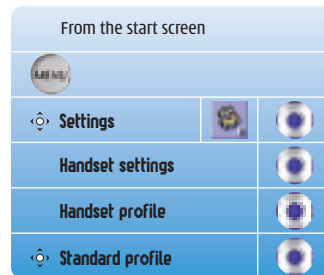 From the start screen
MENU
Settings
Handset settings
Handset profile
Standard profile